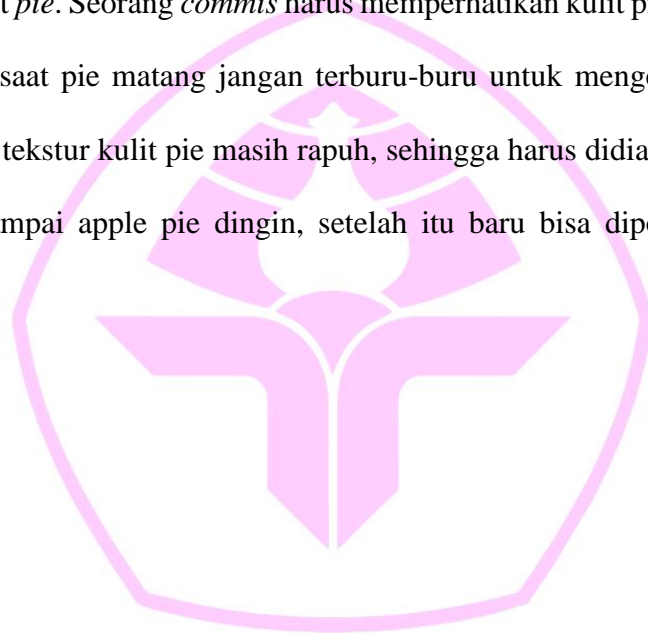 pie. Seorang commis harus memperhatikan kulit
saat pie matang jangan terburu-buru untuk
tekstur kulit pie masih rapuh, sehingga harus
apple pie dingin, setelah itu baru bisa